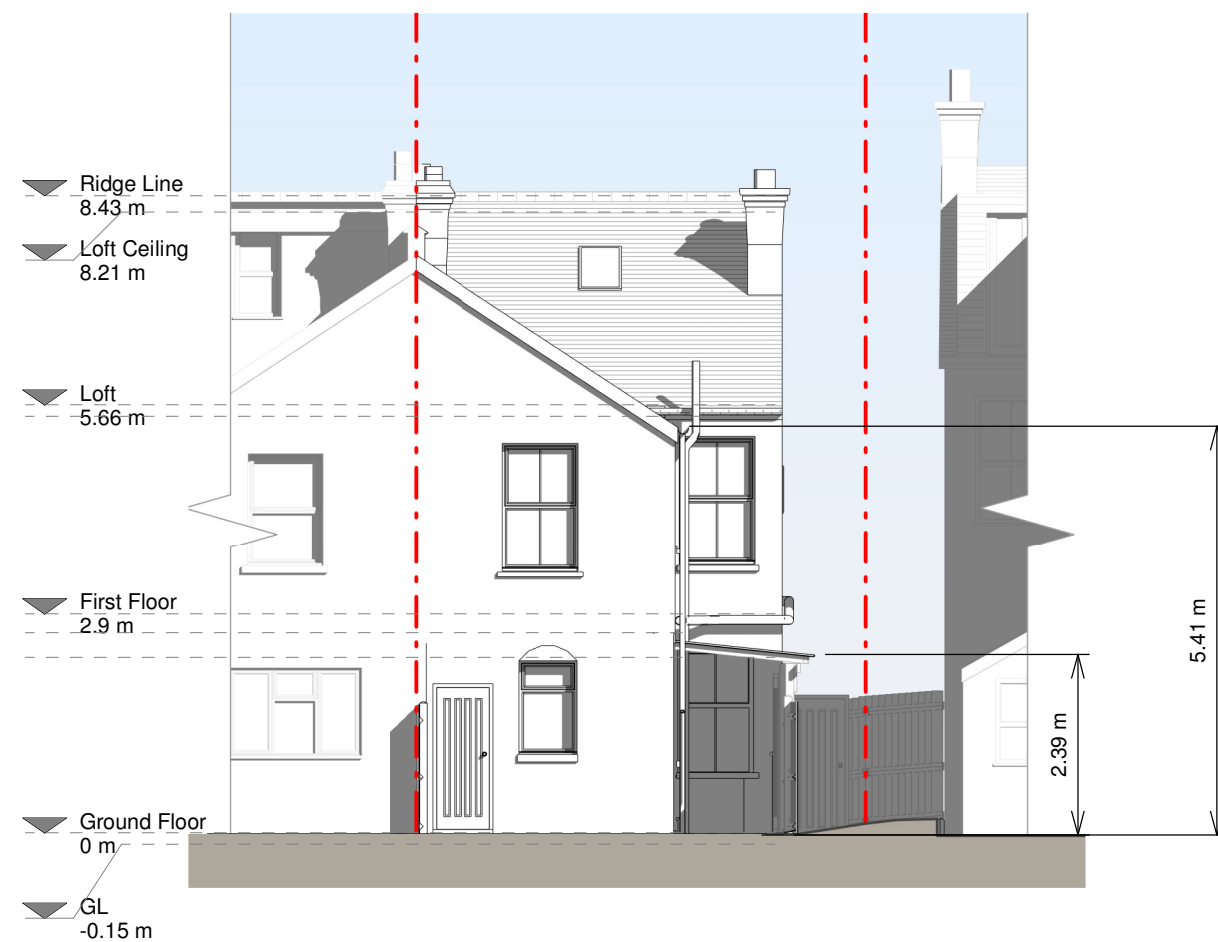 Ridge Line
8.43 m
Loft Ceiling
8.21 m
Loft
5.66 m
First Floor
2.9 m
Ground Floor
0 m
GL
-0.15 m
2.39 m
5.41 m